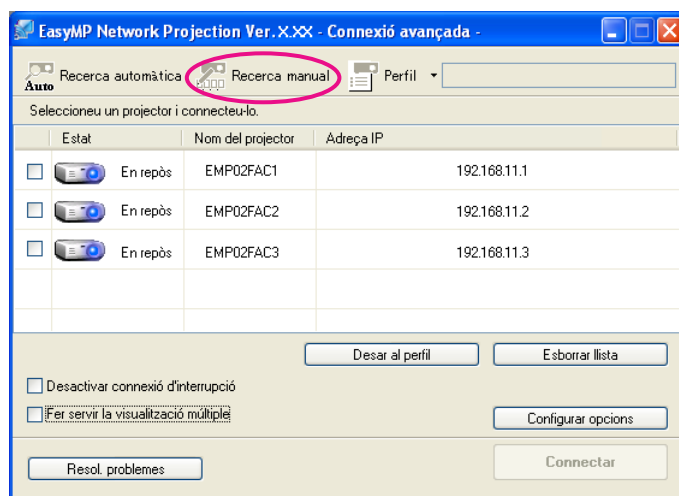 EasyMP Network Projection Ver.X.XX - Connexió avançada -
Auto Recerca automàtica Recerca manual Perfil
Seleccioneu un projector i connecteu-lo.
Estat Nom del projector Adreça IP
En repòs EMP02FAC1 192.168.11.1
En repòs EMP02FAC2 192.168.11.2
En repòs EMP02FAC3 192.168.11.3
Desar al perfil Esborrar llista
Desactivar connexió d'interrupció
Fer servir la visualització múltiple
Configurar opcions
Resol. problemes Connectar